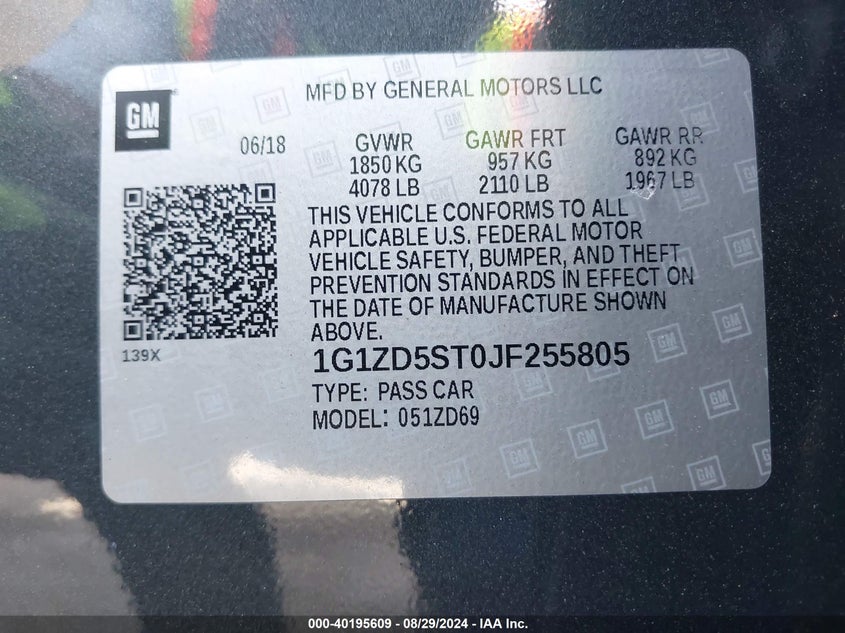 MFD BY GENERAL MOTORS LLC
GM
06/18 GVWR GAWR FRT GAWR RR
1850 KG 957 KG 892 KG
4078 LB 2110 LB 1967 LB
THIS VEHICLE CONFORMS TO ALL
APPLICABLE U.S. FEDERAL MOTOR
VEHICLE SAFETY, BUMPER, AND THEFT
PREVENTION STANDARDS IN EFFECT ON
THE DATE OF MANUFACTURE SHOWN
ABOVE.
139X
1G1ZD5ST0JF255805
TYPE: PASS CAR
MODEL: 051ZD69
000-40195609 - 08/29/2024 - IAA Inc.